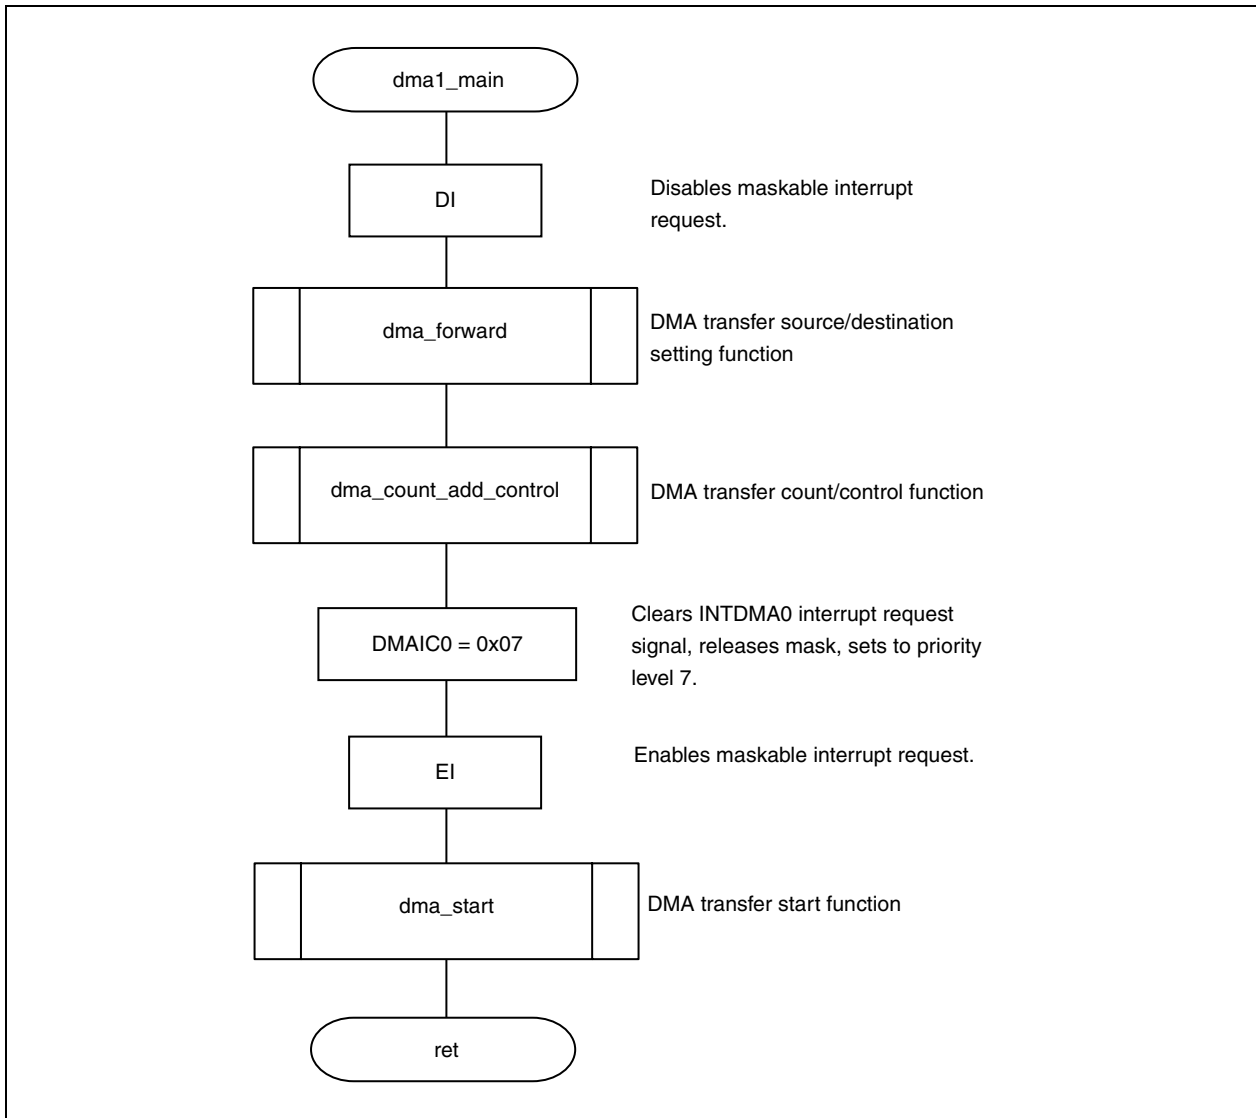 dma1_main
DI
Disables maskable interrupt
request.
dma_forward
DMA transfer source/destination
setting function
dma_count_add_control
DMA transfer count/control function
DMAIC0 = 0x07
Clears INTDMA0 interrupt request
signal, releases mask, sets to priority
level 7.
EI
Enables maskable interrupt request.
dma_start
DMA transfer start function
ret